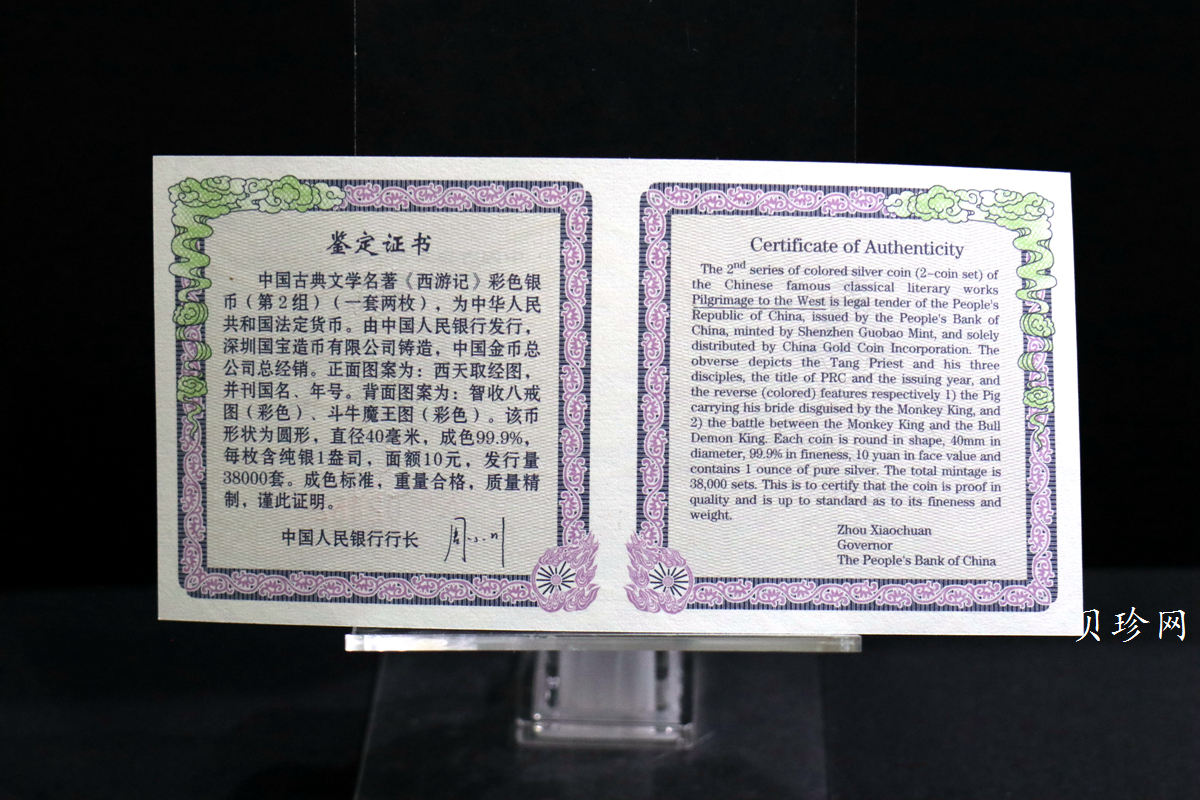 鉴定证书
中国古典文学名著《西游记》彩色银
币（第2组）（一套两枚），为中华人民
共和国法定货币。由中国人民银行发行，
深圳国宝造币有限公司铸造，中国金币总
公司总经销。正面图案为：西天取经图，
并刊国名、年号。背面图案为：智收八戒
图（彩色）、斗牛魔王图（彩色）。该币
形状为圆形，直径40毫米，成色99.9%，
每枚含纯银1盎司，面额10元，发行量
38000套。成色标准，重量合格，质量精
制，谨此证明。
中国人民银行行长 周小川
Certificate of Authenticity
The 2nd series of colored silver coin (2-coin set) of
the Chinese famous classical literary works
Pilgrimage to the West is legal tender of the People's
Republic of China, issued by the People's Bank of
China, minted by Shenzhen Guobao Mint, and solely
distributed by China Gold Coin Incorporation. The
obverse depicts the Tang Priest and his three
disciples, the title of PRC and the issuing year, and
the reverse (colored) features respectively 1) the Pig
carrying his bride disguised by the Monkey King, and
2) the battle between the Monkey King and the Bull
Demon King. Each coin is round in shape, 40mm in
diameter, 99.9% in fineness, 10 yuan in face value and
contains 1 ounce of pure silver. The total mintage is
38,000 sets. This is to certify that the coin is proof in
quality and is up to standard as to its fineness and
weight.
Zhou Xiaochuan
Governor
The People's Bank of China
贝珍网